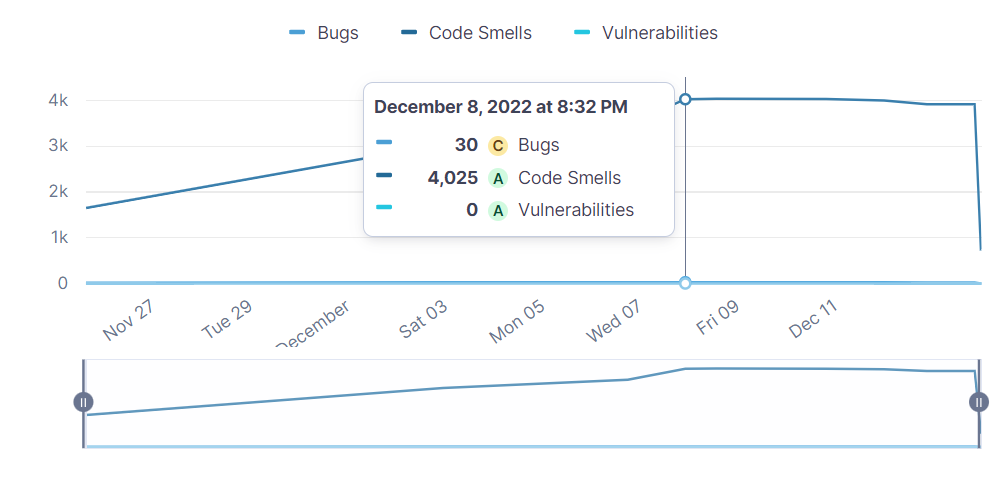 Bugs Code Smells Vulnerabilities
4k
3k
2k
1k
0
December 8, 2022 at 8:32 PM
30 C Bugs
4,025 A Code Smells
0 A Vulnerabilities
Nov 27 Tue 29 December Sat 03 Mon 05 Wed 07 Fri 09 Dec 11